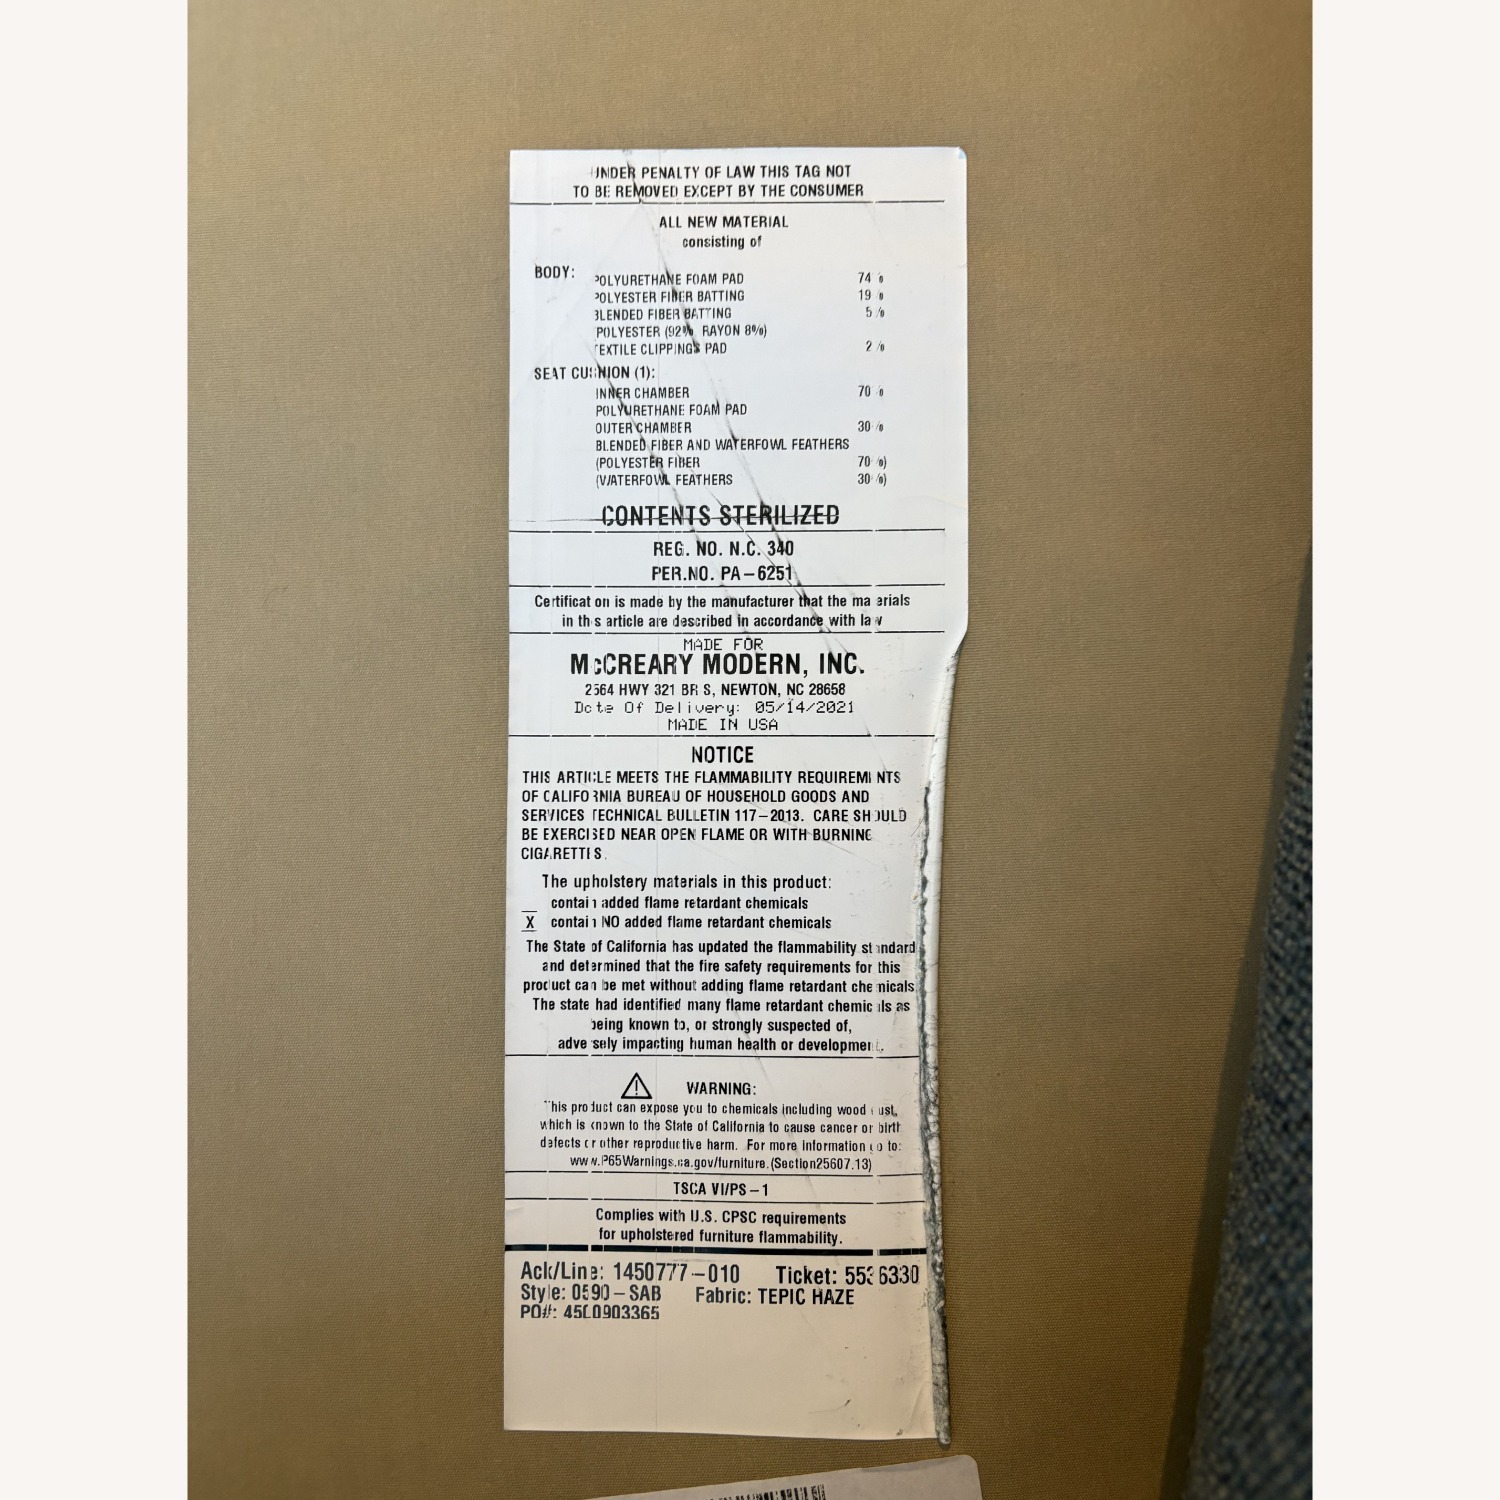 UNDER PENALTY OF LAW THIS TAG NOT
TO BE REMOVED EXCEPT BY THE CONSUMER
ALL NEW MATERIAL
consisting of
BODY:
POLYURETHANE FOAM PAD 74%
POLYESTER FIBER BATTING 19%
BLENDED FIBER BATTING 5%
POLYESTER (92% RAYON 8%)
TEXTILE CLIPPINGS PAD 2%
SEAT CUSHION (1):
INNER CHAMBER 70%
POLYURETHANE FOAM PAD
OUTER CHAMBER 30%
BLENDED FIBER AND WATERFOWL FEATHERS
(POLYESTER FIBER 70%)
(WATERFOWL FEATHERS 30%)
CONTENTS STERILIZED
REG. NO. N.C. 340
PER.NO. PA-6251
Certification is made by the manufacturer that the materials
in this article are described in accordance with law
MADE FOR
McCREARY MODERN, INC.
2564 HWY 321 BR S, NEWTON, NC 28658
Date Of Delivery: 05/14/2021
MADE IN USA
NOTICE
THIS ARTICLE MEETS THE FLAMMABILITY REQUIREMENTS
OF CALIFORNIA BUREAU OF HOUSEHOLD GOODS AND
SERVICES TECHNICAL BULLETIN 117-2013. CARE SHOULD
BE EXERCISED NEAR OPEN FLAME OR WITH BURNING
CIGARETTES.
The upholstery materials in this product:
contain added flame retardant chemicals
X contain NO added flame retardant chemicals
The State of California has updated the flammability standard
and determined that the fire safety requirements for this
product can be met without adding flame retardant chemicals.
The state had identified many flame retardant chemicals as
being known to, or strongly suspected of,
adversely impacting human health or development.
WARNING:
This product can expose you to chemicals including wood dust,
which is known to the State of California to cause cancer or birth
defects or other reproductive harm. For more information go to:
www.P65Warnings.ca.gov/furniture.(Section25607.13)
TSCA VI/PS-1
Complies with U.S. CPSC requirements
for upholstered furniture flammability.
Ack/Line: 1450777-010 Ticket: 5536330
Style: 0590-SAB Fabric: TEPIC HAZE
PO#: 4500903365